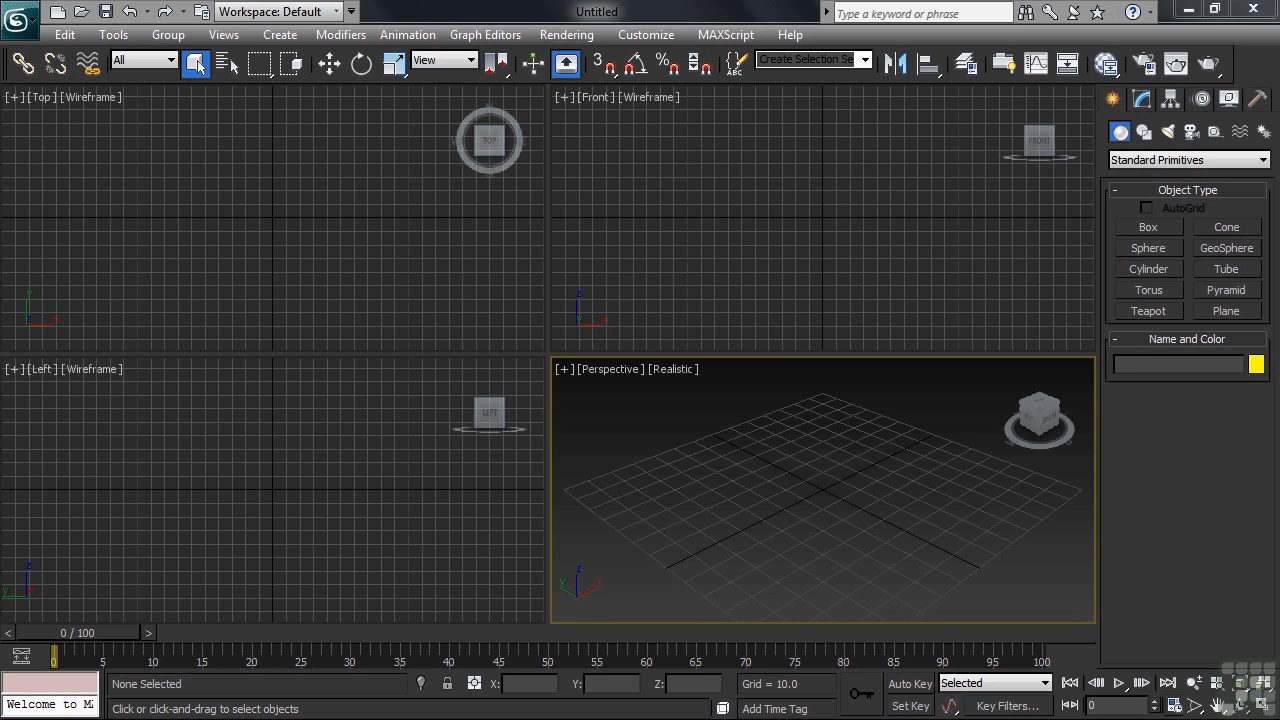 Workspace: Default
Untitled
Type a keyword or phrase
Edit Tools Group Views Create Modifiers Animation Graph Editors Rendering Customize MAXScript Help
All
View
3
%
ABC
Create Selection Se
[+] [Top] [Wireframe]
TOP
[+] [Front] [Wireframe]
FRONT
Standard Primitives
- Object Type
AutoGrid
Box Cone
Sphere GeoSphere
Cylinder Tube
Torus Pyramid
Teapot Plane
- Name and Color
y
z x
z
y x
[+] [Left] [Wireframe]
LEFT
[+] [Perspective] [Realistic]
z
y x
z
y x
< 0 / 100 >
0 5 10 15 20 25 30 35 40 45 50 55 60 65 70 75 80 85 90 95 100
None Selected X: Y: Z: Grid = 10.0 Auto Key Selected
Welcome to M Click or click-and-drag to select objects Add Time Tag Set Key Key Filters... 0